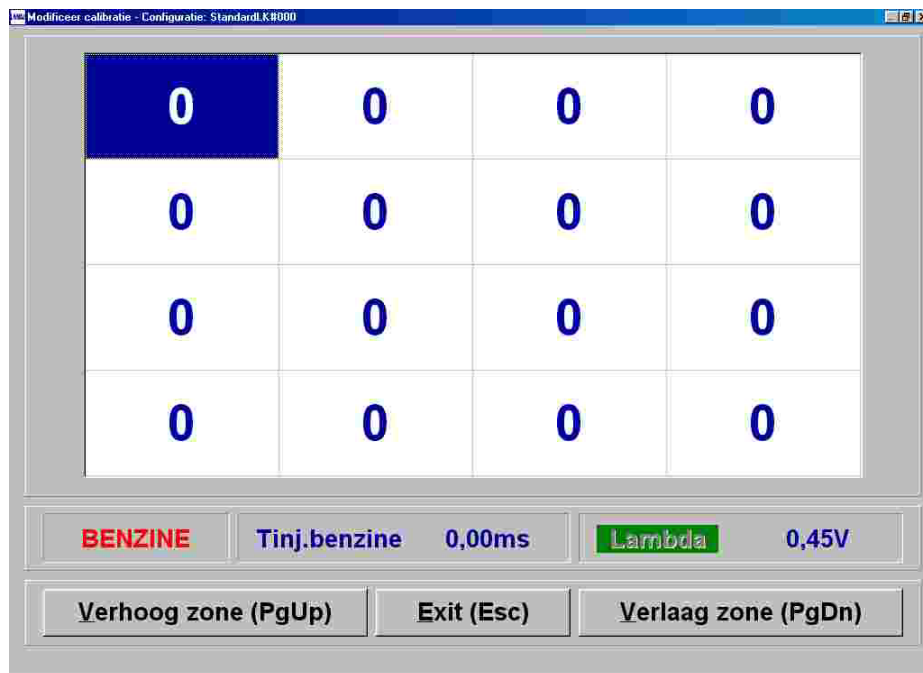 Modificeer calibratie - Configuratie: StandardLK#000
0 0 0 0
0 0 0 0
0 0 0 0
0 0 0 0
BENZINE Tinj.benzine 0,00ms Lambda 0,45V
Verhoog zone (PgUp) Exit (Esc) Verlaag zone (PgDn)